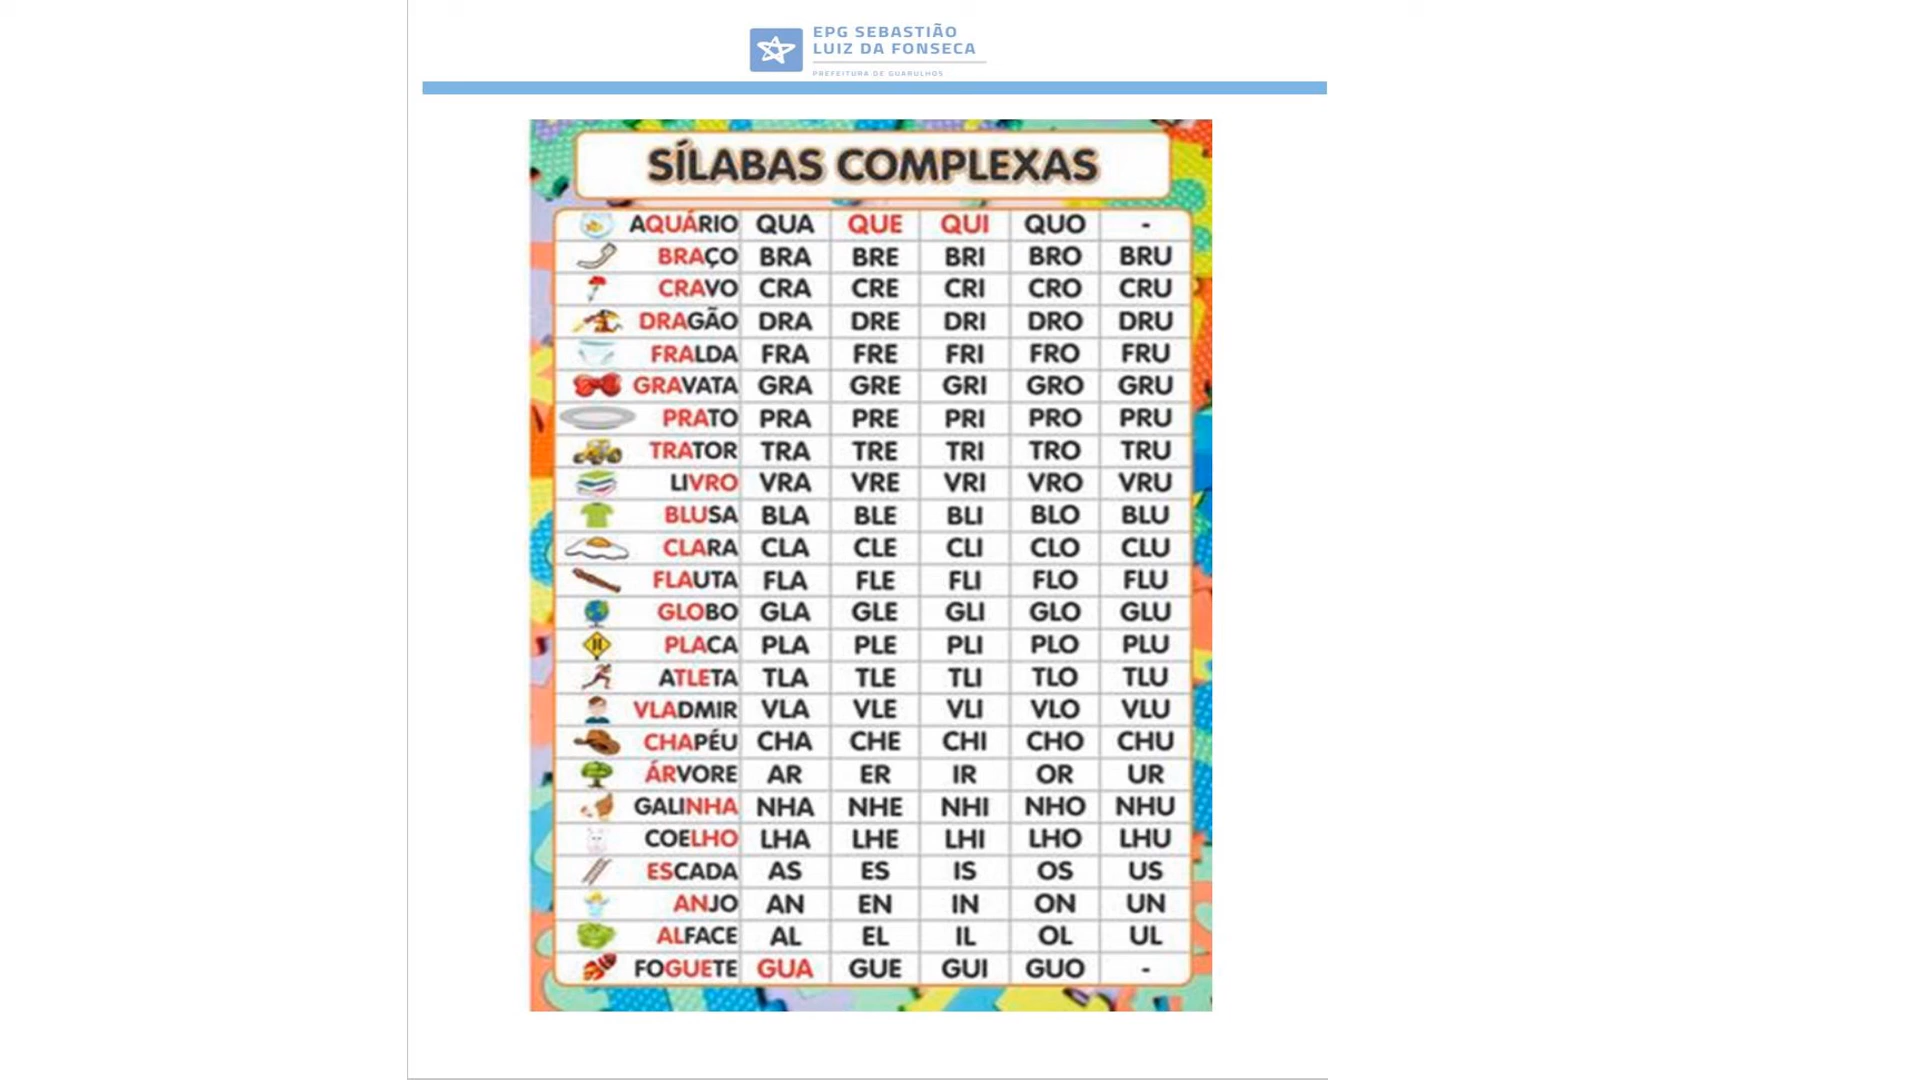 EPG SEBASTIÃO
LUIZ DA FONSECA
PREFEITURA DE GUARULHOS
SÍLABAS COMPLEXAS
AQUÁRIO QUA QUE QUI QUO -
BRAÇO BRA BRE BRI BRO BRU
CRAVO CRA CRE CRI CRO CRU
DRAGÃO DRA DRE DRI DRO DRU
FRALDA FRA FRE FRI FRO FRU
GRAVATA GRA GRE GRI GRO GRU
PRATO PRA PRE PRI PRO PRU
TRATOR TRA TRE TRI TRO TRU
LIVRO VRA VRE VRI VRO VRU
BLUSA BLA BLE BLI BLO BLU
CLARA CLA CLE CLI CLO CLU
FLAUTA FLA FLE FLI FLO FLU
GLOBO GLA GLE GLI GLO GLU
PLACA PLA PLE PLI PLO PLU
ATLETA TLA TLE TLI TLO TLU
VLADMIR VLA VLE VLI VLO VLU
CHAPÉU CHA CHE CHI CHO CHU
ÁRVORE AR ER IR OR UR
GALINHA NHA NHE NHI NHO NHU
COELHO LHA LHE LHI LHO LHU
ESCADA AS ES IS OS US
ANJO AN EN IN ON UN
ALFACE AL EL IL OL UL
FOGUETE GUA GUE GUI GUO -